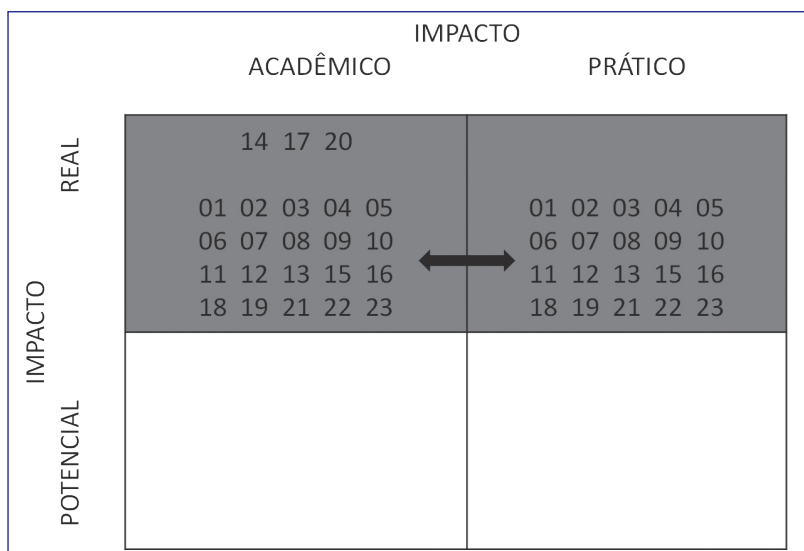 IMPACTO
ACADÊMICO PRÁTICO
REAL
14 17 20
01 02 03 04 05 01 02 03 04 05
06 07 08 09 10 06 07 08 09 10
11 12 13 15 16 11 12 13 15 16
18 19 21 22 23 18 19 21 22 23
IMPACTO
POTENCIAL